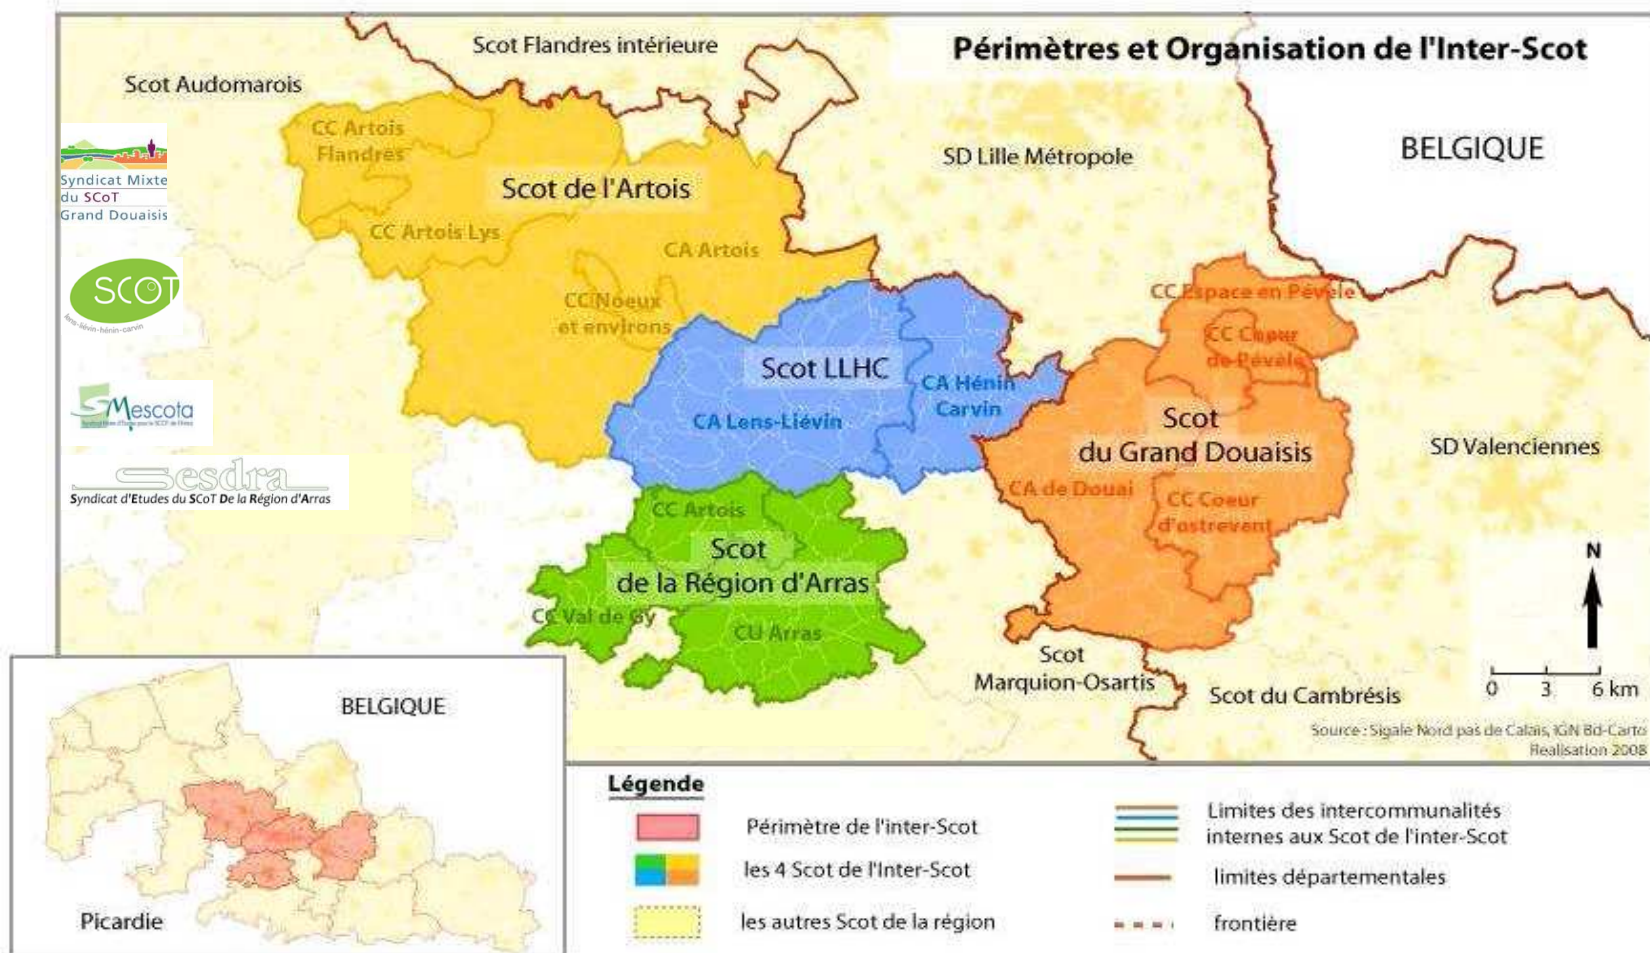 Périmètres et Organisation de l'Inter-Scot
Scot Flandres intérieure
Scot Audomarois
BELGIQUE
SD Lille Métropole
CC Artois
Flandres
Scot de l'Artois
CC Artois Lys
CA Artois
CC Noeux
et environs
Syndicat Mixte
du SCoT
Grand Douaisis
SCOT
lens-liévin-hénin-carvin
SMescota
Sesdra
Syndicat d'Etudes du SCoT De la Région d'Arras
Scot LLHC
CA Lens-Liévin
CA Hénin
Carvin
CC Espace en Pévèle
CC Coeur
de Pévèle
Scot
du Grand Douaisis
CA de Douai
CC Coeur
d'ostrevent
SD Valenciennes
CC Artois
Scot
de la Région d'Arras
CC Val de Gy
CU Arras
Scot
Marquion-Osartis
Scot du Cambrésis
N
0 3 6 km
Source : Sigale Nord pas de Calais, IGN Bd-Carto
Realisation 2008
BELGIQUE
Picardie
Légende
Périmètre de l'inter-Scot
les 4 Scot de l'Inter-Scot
les autres Scot de la région
Limites des intercommunalités
internes aux Scot de l'inter-Scot
limites départementales
frontière